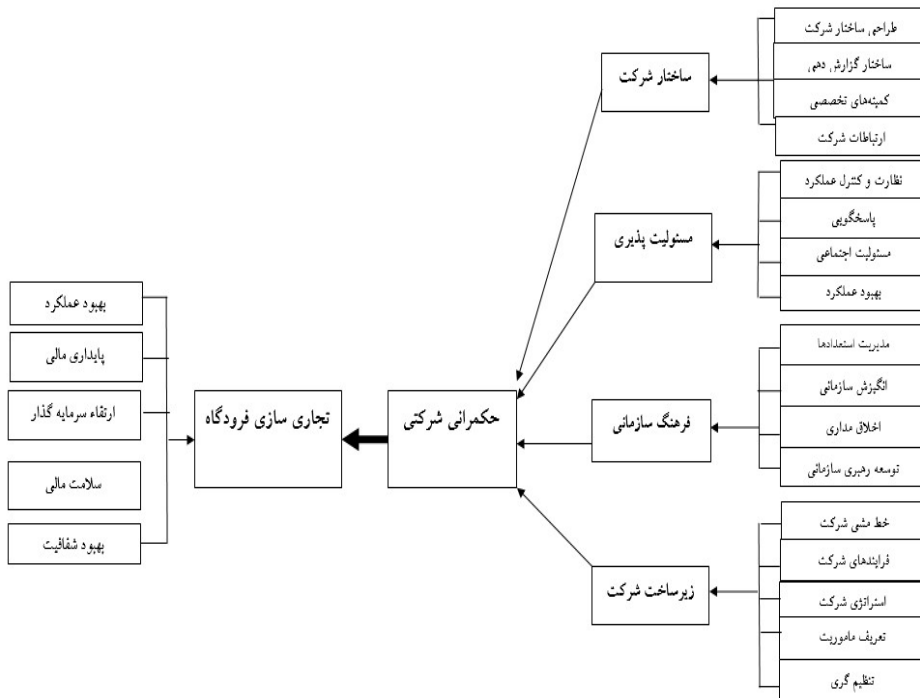 طراحی ساختار شرکت
ساختار گزارش دهی
کمیته‌های تخصصی
ارتباطات شرکت
ساختار شرکت
نظارت و کنترل عملکرد
پاسخگویی
مسئولیت اجتماعی
بهبود عملکرد
مسئولیت پذیری
مدیریت استعدادها
انگیزش سازمانی
اخلاق مداری
توسعه رهبری سازمانی
فرهنگ سازمانی
خط مشی شرکت
فرایندهای شرکت
استراتژی شرکت
تعریف ماموریت
تنظیم گری
زیرساخت شرکت
حکمرانی شرکتی
تجاری سازی فرودگاه
بهبود عملکرد
پایداری مالی
ارتقاء سرمایه گذار
سلامت مالی
بهبود شفافیت